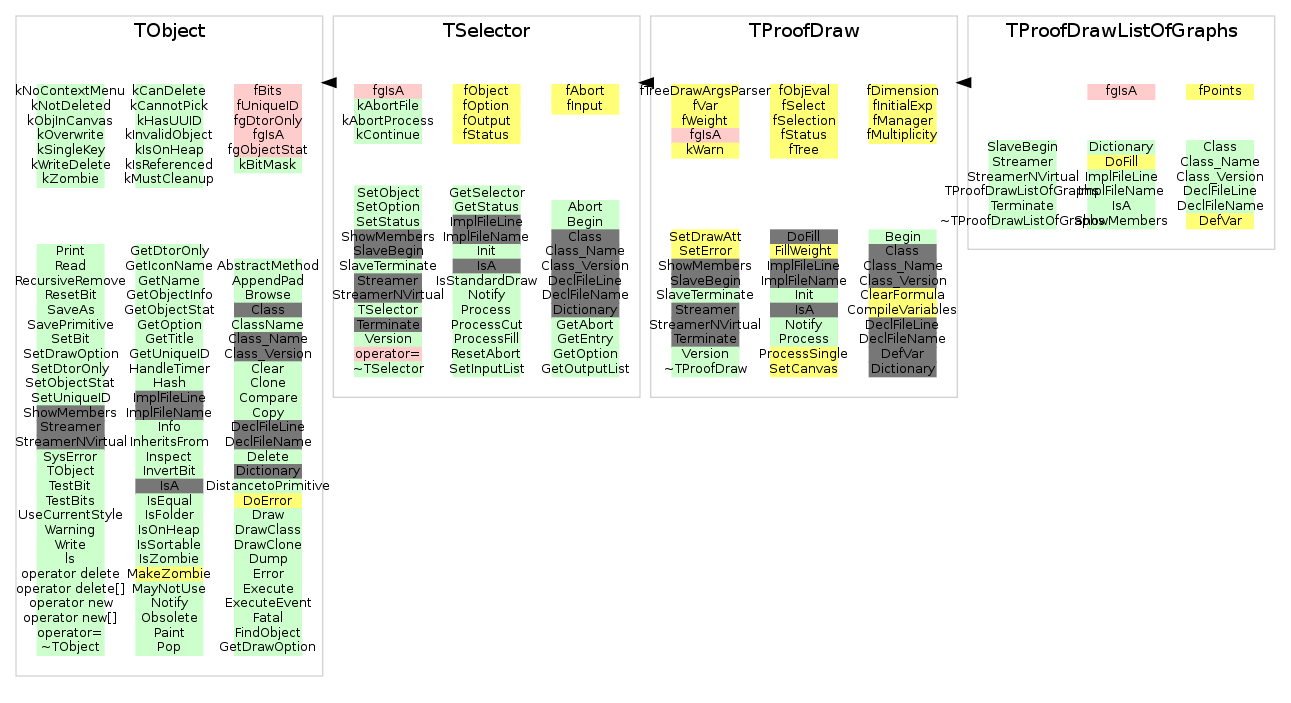 TObject
kNoContextMenu
kNotDeleted
kObjInCanvas
kOverwrite
kSingleKey
kWriteDelete
kZombie
kCanDelete
kCannotPick
kHasUUID
kInvalidObject
kIsOnHeap
kIsReferenced
kMustCleanup
fBits
fUniqueID
fgDtorOnly
fgIsA
fgObjectStat
kBitMask
Print
Read
RecursiveRemove
ResetBit
SaveAs
SavePrimitive
SetBit
SetDrawOption
SetDtorOnly
SetObjectStat
SetUniqueID
ShowMembers
Streamer
StreamerNVirtual
SysError
TObject
TestBit
TestBits
UseCurrentStyle
Warning
Write
ls
operator delete
operator delete[]
operator new
operator new[]
operator=
~TObject
GetDtorOnly
GetIconName
GetName
GetObjectInfo
GetObjectStat
GetOption
GetTitle
GetUniqueID
HandleTimer
Hash
ImplFileLine
ImplFileName
Info
InheritsFrom
Inspect
InvertBit
IsA
IsEqual
IsFolder
IsOnHeap
IsSortable
IsZombie
MakeZombie
MayNotUse
Notify
Obsolete
Paint
Pop
AbstractMethod
AppendPad
Browse
Class
ClassName
Class_Name
Class_Version
Clear
Clone
Compare
Copy
DeclFileLine
DeclFileName
Delete
Dictionary
DistancetoPrimitive
DoError
Draw
DrawClass
DrawClone
Dump
Error
Execute
ExecuteEvent
Fatal
FindObject
GetDrawOption
TSelector
fgIsA
kAbortFile
kAbortProcess
kContinue
fObject
fOption
fOutput
fStatus
fAbort
fInput
SetObject
SetOption
SetStatus
ShowMembers
SlaveBegin
SlaveTerminate
Streamer
StreamerNVirtual
TSelector
Terminate
Version
operator=
~TSelector
GetSelector
GetStatus
ImplFileLine
ImplFileName
Init
IsA
IsStandardDraw
Notify
Process
ProcessCut
ProcessFill
ResetAbort
SetInputList
Abort
Begin
Class
Class_Name
Class_Version
DeclFileLine
DeclFileName
Dictionary
GetAbort
GetEntry
GetOption
GetOutputList
TProofDraw
fTreeDrawArgsParser
fVar
fWeight
fgIsA
kWarn
fObjEval
fSelect
fSelection
fStatus
fTree
fDimension
fInitialExp
fManager
fMultiplicity
SetDrawAtt
SetError
ShowMembers
SlaveBegin
SlaveTerminate
Streamer
StreamerNVirtual
Terminate
Version
~TProofDraw
DoFill
FillWeight
ImplFileLine
ImplFileName
Init
IsA
Notify
Process
ProcessSingle
SetCanvas
Begin
Class
Class_Name
Class_Version
ClearFormula
CompileVariables
DeclFileLine
DeclFileName
DefVar
Dictionary
TProofDrawListOfGraphs
fgIsA
fPoints
SlaveBegin
Streamer
StreamerNVirtual
TProofDrawListOfGraphs
Terminate
~TProofDrawListOfGraphs
Dictionary
DoFill
ImplFileLine
ImplFileName
IsA
ShowMembers
Class
Class_Name
Class_Version
DeclFileLine
DeclFileName
DefVar